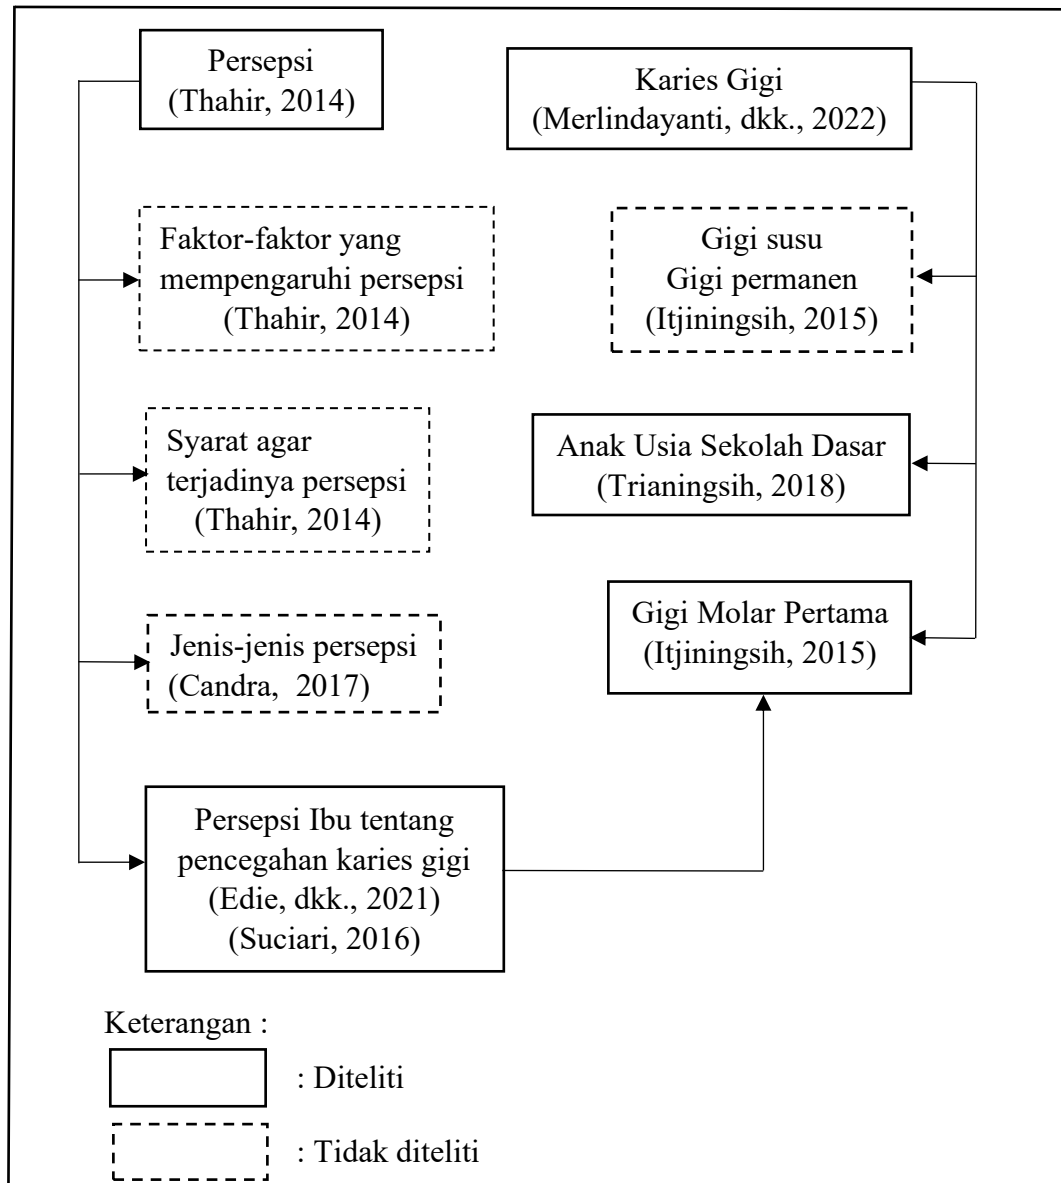 Persepsi
(Thahir, 2014)
Karies Gigi
(Merlindayanti, dkk., 2022)
Faktor-faktor yang
mempengaruhi persepsi
(Thahir, 2014)
Gigi susu
Gigi permanen
(Itjiningsih, 2015)
Syarat agar
terjadinya persepsi
(Thahir, 2014)
Anak Usia Sekolah Dasar
(Trianingsih, 2018)
Jenis-jenis persepsi
(Candra,  2017)
Gigi Molar Pertama
(Itjiningsih, 2015)
Persepsi Ibu tentang
pencegahan karies gigi
(Edie, dkk., 2021)
(Suciari, 2016)
Keterangan :
: Diteliti
: Tidak diteliti